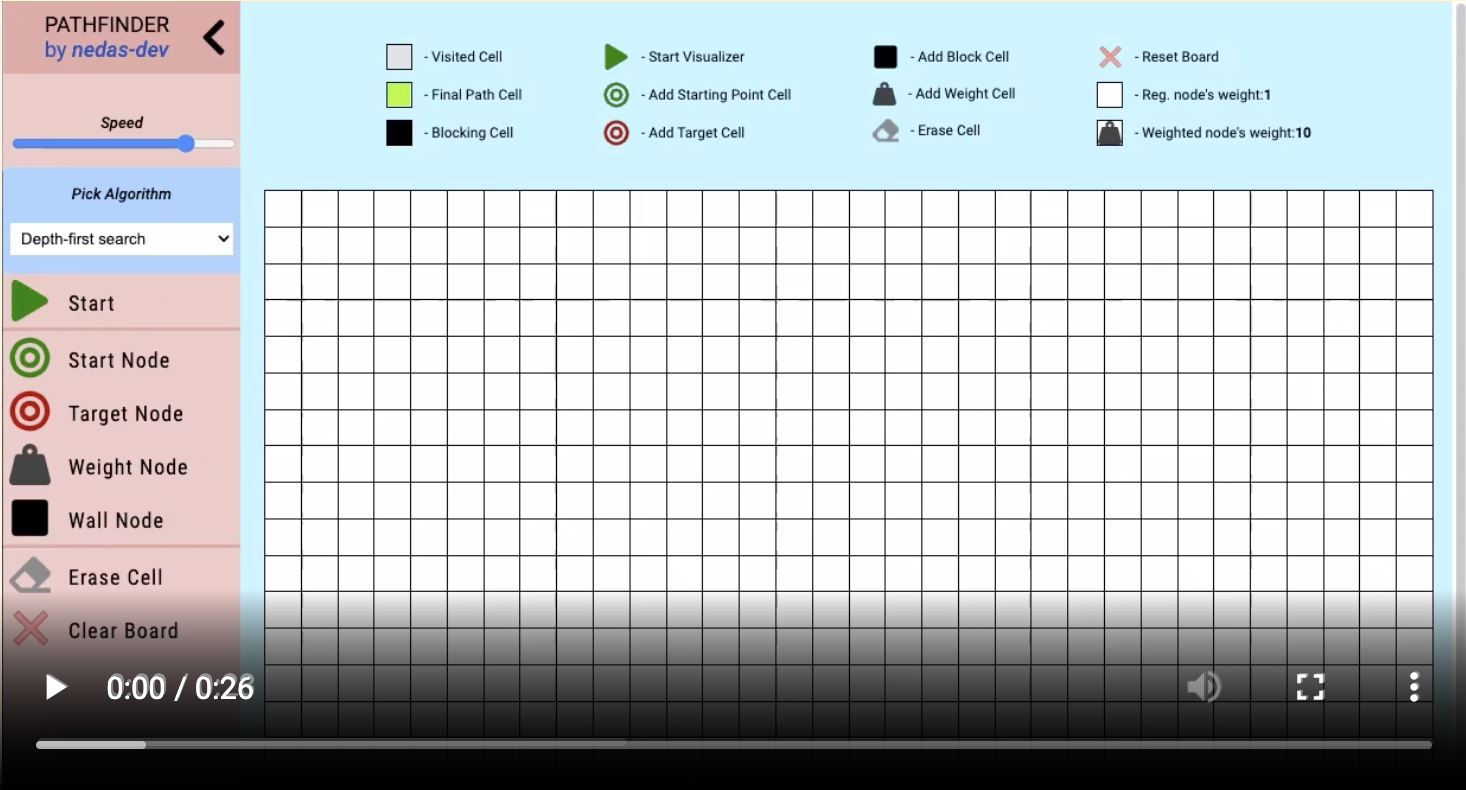 PATHFINDER
by nedas-dev
Speed
Pick Algorithm
Depth-first search
Start
Start Node
Target Node
Weight Node
Wall Node
Erase Cell
Clear Board
- Visited Cell
- Final Path Cell
- Blocking Cell
- Start Visualizer
- Add Starting Point Cell
- Add Target Cell
- Add Block Cell
- Add Weight Cell
- Erase Cell
- Reset Board
- Reg. node's weight:1
- Weighted node's weight:10
0:00 / 0:26